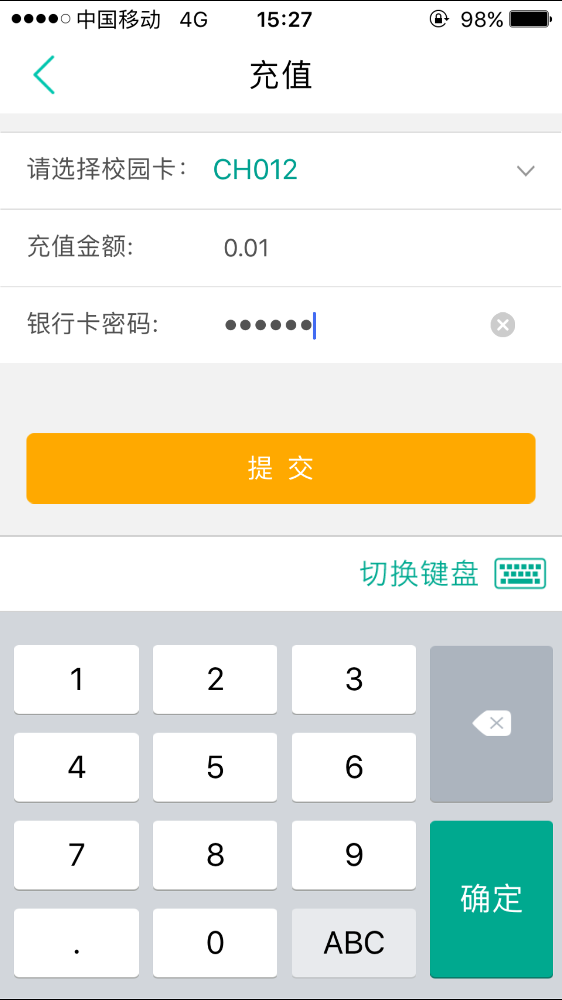 中国移动 4G 15:27 98%
充值
请选择校园卡: CH012
充值金额: 0.01
银行卡密码: ••••••
提 交
切换键盘
1 2 3
4 5 6
7 8 9
确定
. 0 ABC